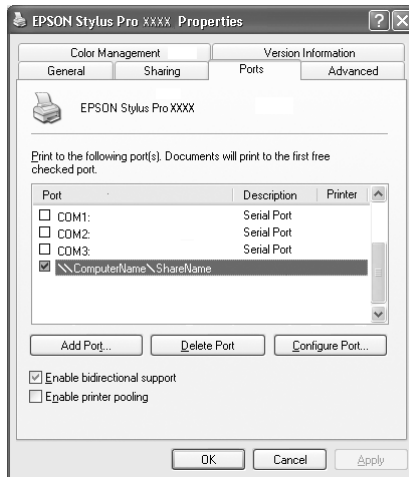 EPSON Stylus Pro XXXX Properties
Color Management Version Information
General Sharing Ports Advanced
EPSON Stylus Pro XXXX
Print to the following port(s). Documents will print to the first free
checked port.
Port Description Printer
COM1: Serial Port
COM2: Serial Port
COM3: Serial Port
\\ComputerName\ShareName
Add Port... Delete Port Configure Port...
Enable bidirectional support
Enable printer pooling
OK Cancel Apply